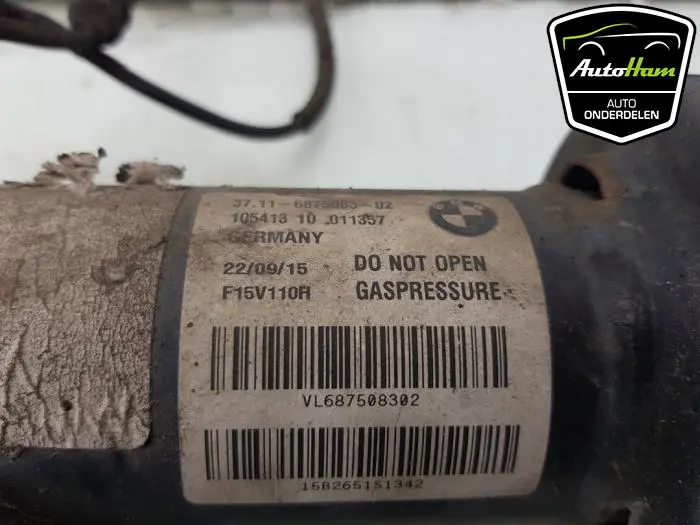 AutoHam
AUTO
ONDERDELEN
37.11-6875083-02
105413 10 011357
GERMANY
22/09/15 DO NOT OPEN
F15V110H GASPRESSURE
VL687508302
15B265151342